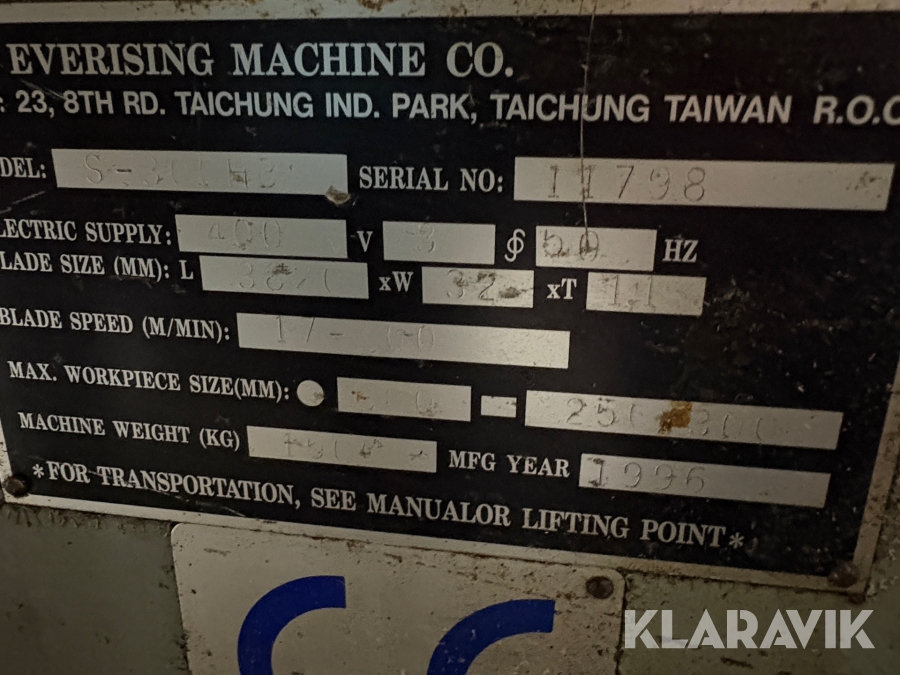 EVERISING MACHINE CO.
: 23, 8TH RD. TAICHUNG IND. PARK, TAICHUNG TAIWAN R.O.C
DEL: SERIAL NO: 11798
LECTRIC SUPPLY: 400 V 3 ∮ 50 HZ
LADE SIZE (MM): L xW 32 xT 1.1
BLADE SPEED (M/MIN):
MAX. WORKPIECE SIZE(MM):
MACHINE WEIGHT (KG) MFG YEAR 1996
*FOR TRANSPORTATION, SEE MANUALOR LIFTING POINT*
CE
KLARAVIK